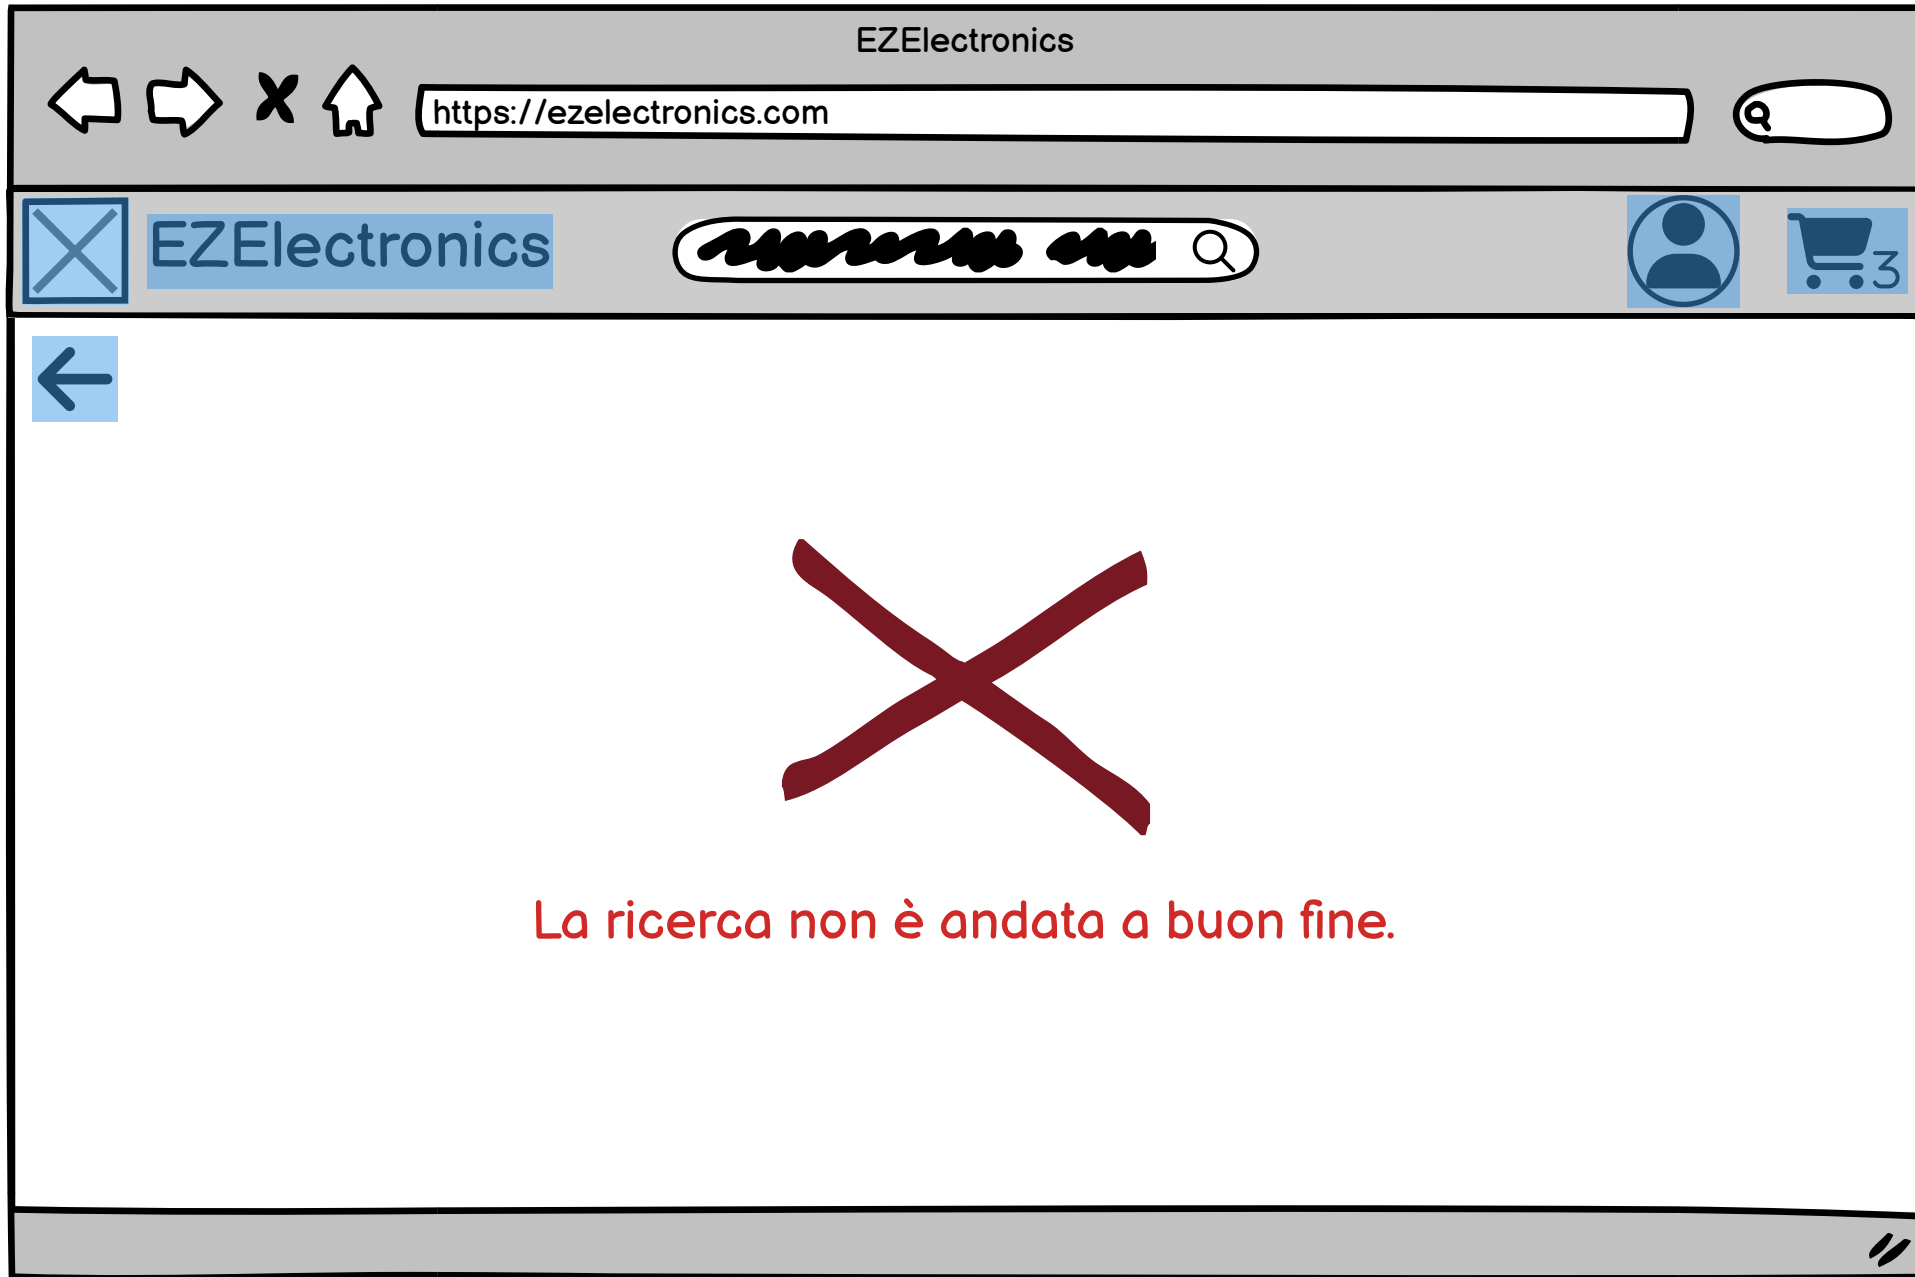 EZElectronics
https://ezelectronics.com
EZElectronics
3
La ricerca non è andata a buon fine.